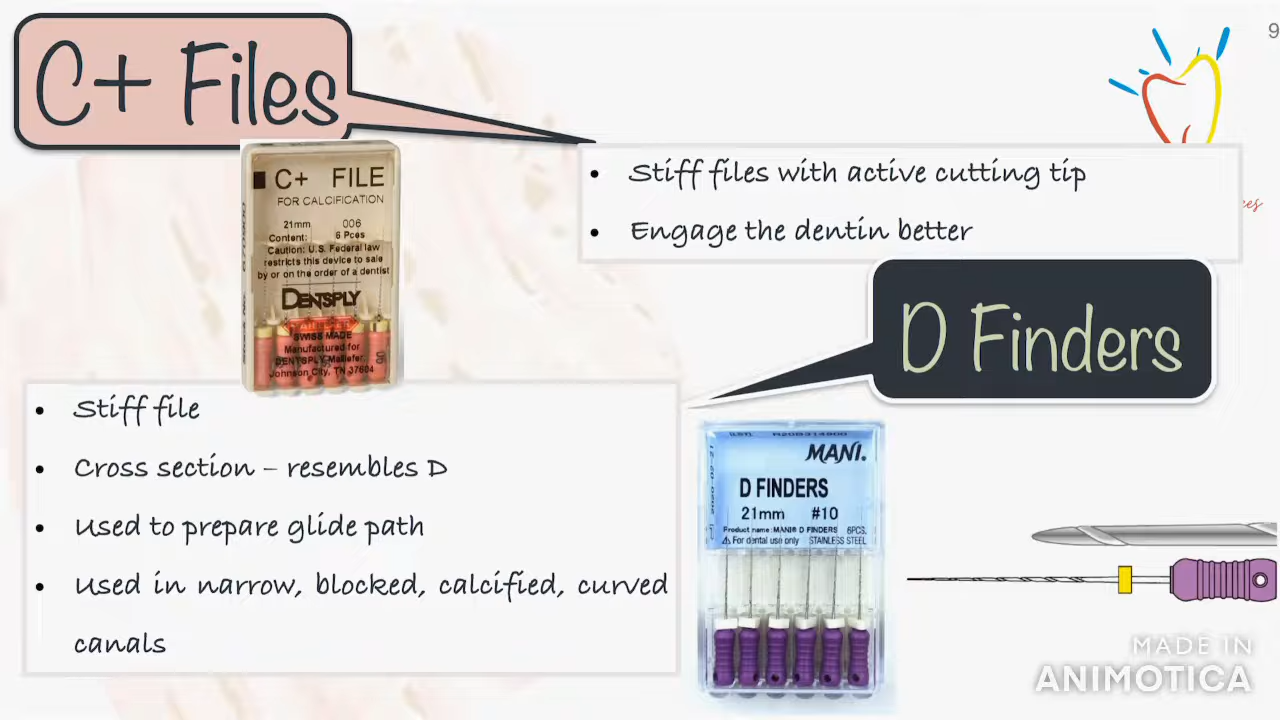 9
C+ Files
• Stiff files with active cutting tip
• Engage the dentin better
C+ FILE
FOR CALCIFICATION
21mm 006
Content: 6 Pces
Caution: U.S. Federal law
restricts this device to sale
by or on the order of a dentist
DENTSPLY
SWISS MADE
Manufactured for
DENTSPLY Maillefer
Johnson City, TN 37604
D Finders
• Stiff file
• Cross section – resembles D
• Used to prepare glide path
• Used in narrow, blocked, calcified, curved
canals
MANI.
D FINDERS
21mm #10
Product name: MANI® D FINDERS 6PCS.
For dental use only STAINLESS STEEL
MADE IN
ANIMOTICA